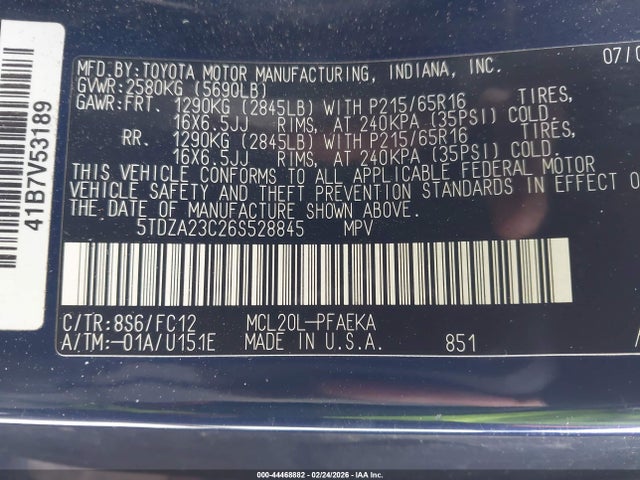 MFD.BY:TOYOTA MOTOR MANUFACTURING, INDIANA, INC. 07/0
GVWR:2580KG (5690LB)
GAWR:FRT. 1290KG (2845LB) WITH P215/65R16 TIRES,
16X6.5JJ RIMS, AT 240KPA (35PSI) COLD.
RR. 1290KG (2845LB) WITH P215/65R16 TIRES,
16X6.5JJ RIMS, AT 240KPA (35PSI) COLD.
THIS VEHICLE CONFORMS TO ALL APPLICABLE FEDERAL MOTOR
VEHICLE SAFETY AND THEFT PREVENTION STANDARDS IN EFFECT O
THE DATE OF MANUFACTURE SHOWN ABOVE.
5TDZA23C26S528845 MPV
C/TR:8S6/FC12 MCL20L-PFAEKA
A/TM:-01A/U151E MADE IN U.S.A. 851
41B7V53189
000-44468882 - 02/24/2026 - IAA Inc.